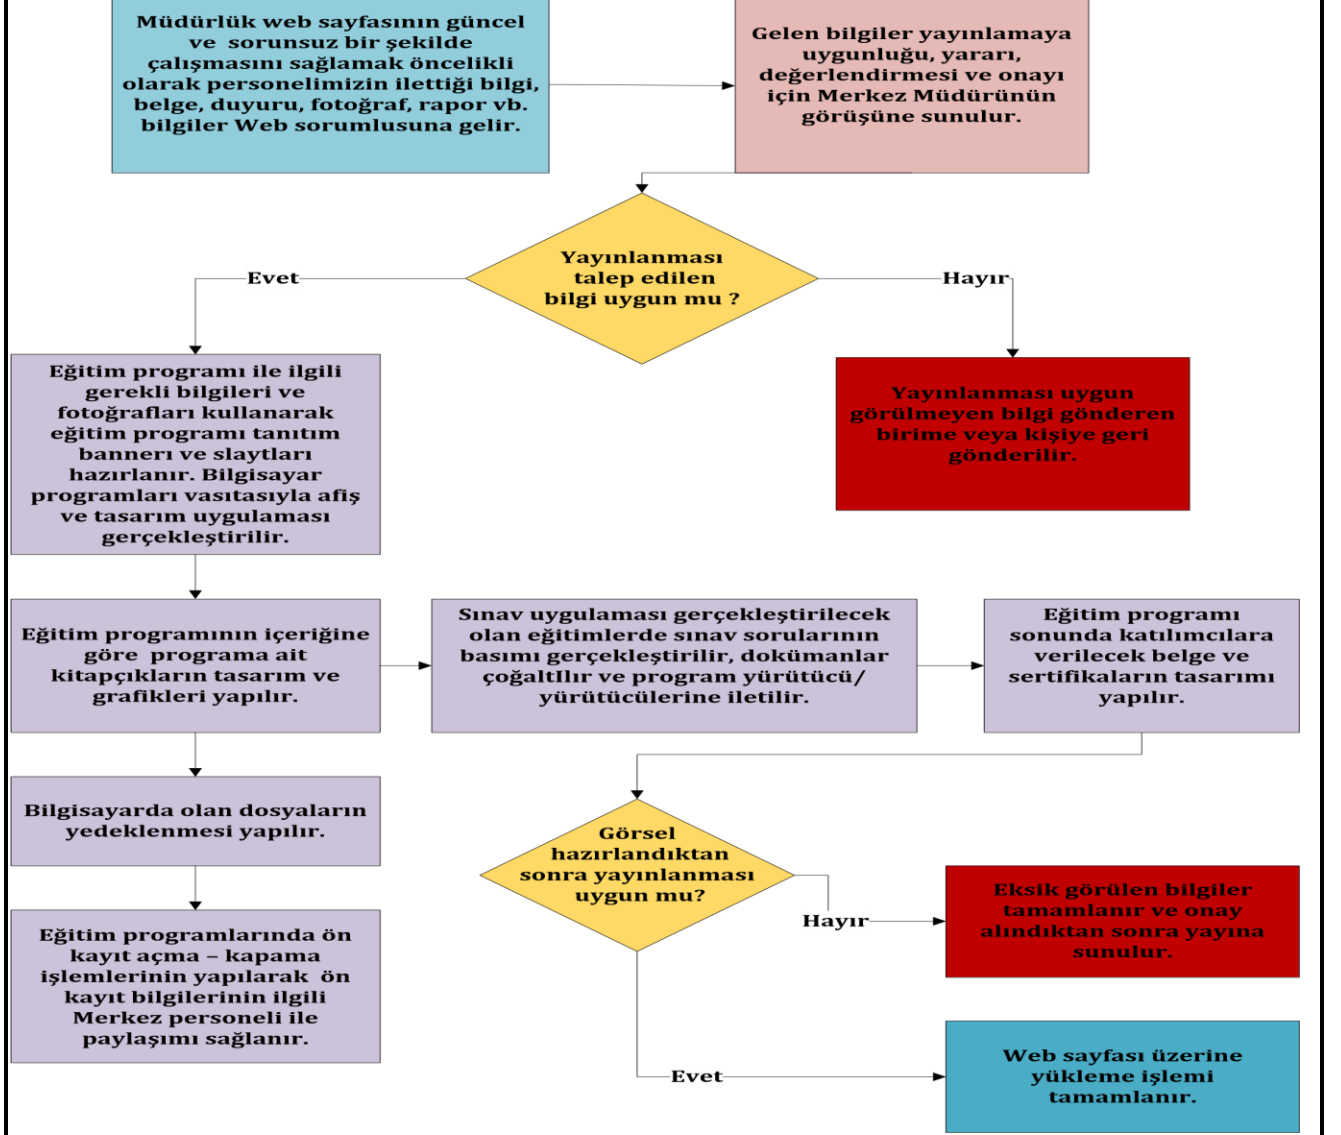 Müdürlük web sayfasının güncel
ve sorunsuz bir şekilde
çalışmasını sağlamak öncelikli
olarak personelimizin ilettiği bilgi,
belge, duyuru, fotoğraf, rapor vb.
bilgiler Web sorumlusuna gelir.
Gelen bilgiler yayınlamaya
uygunluğu, yararı,
değerlendirmesi ve onayı
için Merkez Müdürünün
görüşüne sunulur.
Yayınlanması
talep edilen
bilgi uygun mu ?
Evet
Hayır
Eğitim programı ile ilgili
gerekli bilgileri ve
fotoğrafları kullanarak
eğitim programı tanıtım
bannerı ve slaytları
hazırlanır. Bilgisayar
programları vasıtasıyla afiş
ve tasarım uygulaması
gerçekleştirilir.
Yayınlanması uygun
görülmeyen bilgi gönderen
birime veya kişiye geri
gönderilir.
Eğitim programının içeriğine
göre programa ait
kitapçıkların tasarım ve
grafikleri yapılır.
Sınav uygulaması gerçekleştirilecek
olan eğitimlerde sınav sorularının
basımı gerçekleştirilir, dokümanlar
çoğaltIlır ve program yürütücü/
yürütücülerine iletilir.
Eğitim programı
sonunda katılımcılara
verilecek belge ve
sertifikaların tasarımı
yapılır.
Bilgisayarda olan dosyaların
yedeklenmesi yapılır.
Görsel
hazırlandıktan
sonra yayınlanması
uygun mu?
Hayır
Eksik görülen bilgiler
tamamlanır ve onay
alındıktan sonra yayına
sunulur.
Eğitim programlarında ön
kayıt açma – kapama
işlemlerinin yapılarak ön
kayıt bilgilerinin ilgili
Merkez personeli ile
paylaşımı sağlanır.
Evet
Web sayfası üzerine
yükleme işlemi
tamamlanır.